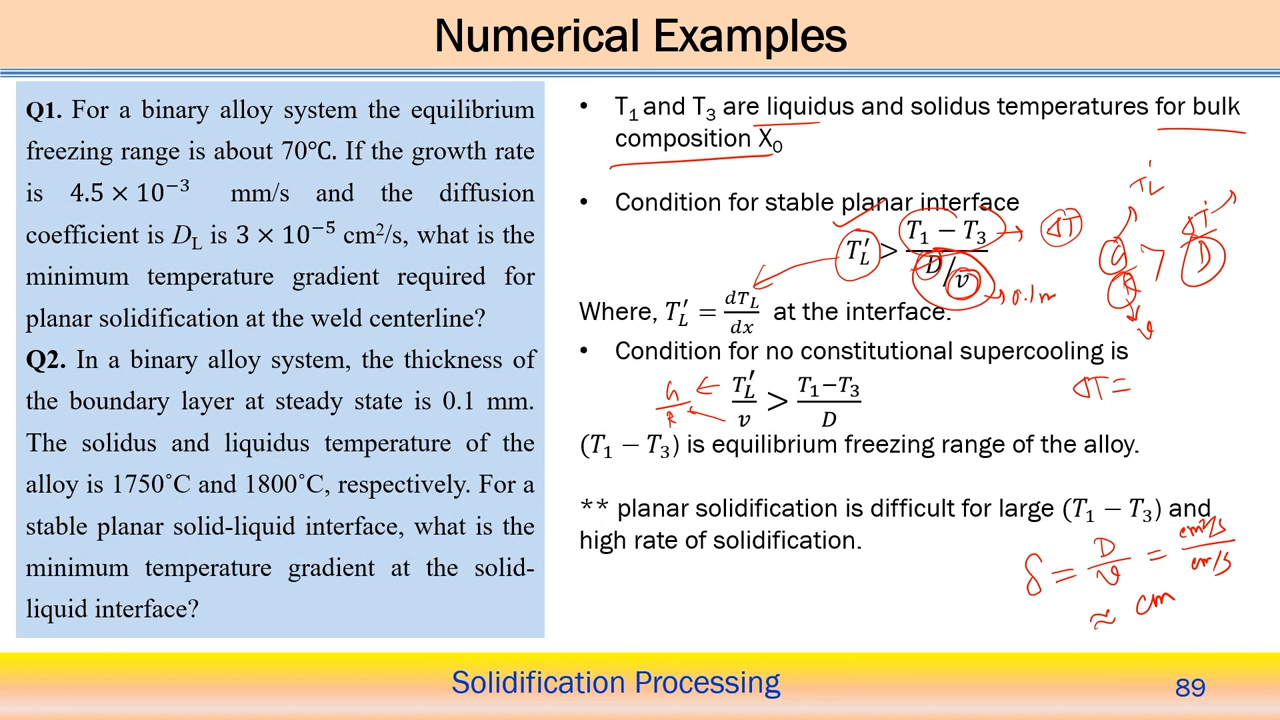 Numerical Examples
Q1. For a binary alloy system the equilibrium
freezing range is about 70℃. If the growth rate
is 4.5 × 10⁻³ mm/s and the diffusion
coefficient is D_L is 3 × 10⁻⁵ cm²/s, what is the
minimum temperature gradient required for
planar solidification at the weld centerline?
Q2. In a binary alloy system, the thickness of
the boundary layer at steady state is 0.1 mm.
The solidus and liquidus temperature of the
alloy is 1750˚C and 1800˚C, respectively. For a
stable planar solid-liquid interface, what is the
minimum temperature gradient at the solid-
liquid interface?
• T₁ and T₃ are liquidus and solidus temperatures for bulk
composition X₀
• Condition for stable planar interface
T_L′ > (T₁ − T₃)/(D/v)
ΔT
0.1m
T_L′
G/R > ΔT/D
v
Where, T_L′ = dT_L/dx at the interface.
• Condition for no constitutional supercooling is
G/R
T_L′/v > (T₁−T₃)/D
ΔT =
(T₁ − T₃) is equilibrium freezing range of the alloy.
** planar solidification is difficult for large (T₁ − T₃) and
high rate of solidification.
δ = D/v = cm²/s / cm/s
≈ cm
Solidification Processing
89